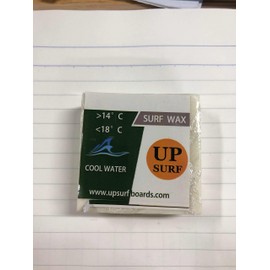 >14° C
SURF WAX
<18° C
UP
SURF
COOL WATER
www.upsurfboards.com